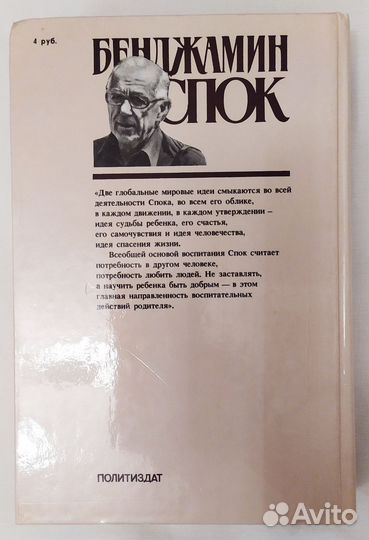 4 руб.
БЕНДЖАМИН
СПОК
«Две глобальные мировые идеи смыкаются во всей
деятельности Спока, во всем его облике,
в каждом движении, в каждом утверждении —
идея судьбы ребенка, его счастья,
его самочувствия и идея человечества,
идея спасения жизни.
Всеобщей основой воспитания Спок считает
потребность в другом человеке,
потребность любить людей. Не заставлять,
а научить ребенка быть добрым — в этом
главная направленность воспитательных
действий родителя».
ПОЛИТИЗДАТ
Avito